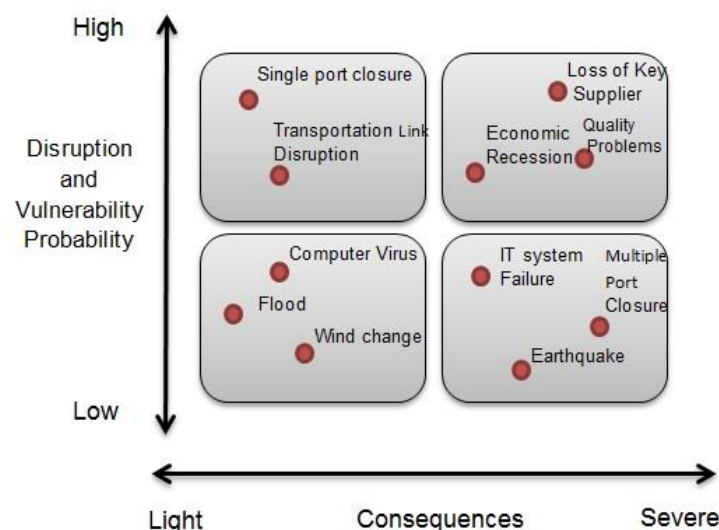 High
Single port closure
Loss of Key
Supplier
Transportation Link
Disruption
Economic
Recession
Quality
Problems
Disruption
and
Vulnerability
Probability
Computer Virus
Flood
Wind change
IT system
Failure
Multiple
Port
Closure
Earthquake
Low
Light
Consequences
Severe